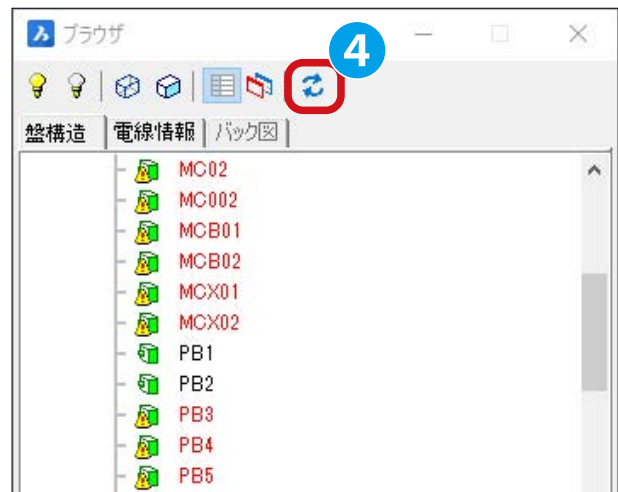 ブラウザ
4
盤構造 電線情報 バック図
MC02
MC002
MCB01
MCB02
MCX01
MCX02
PB1
PB2
PB3
PB4
PB5